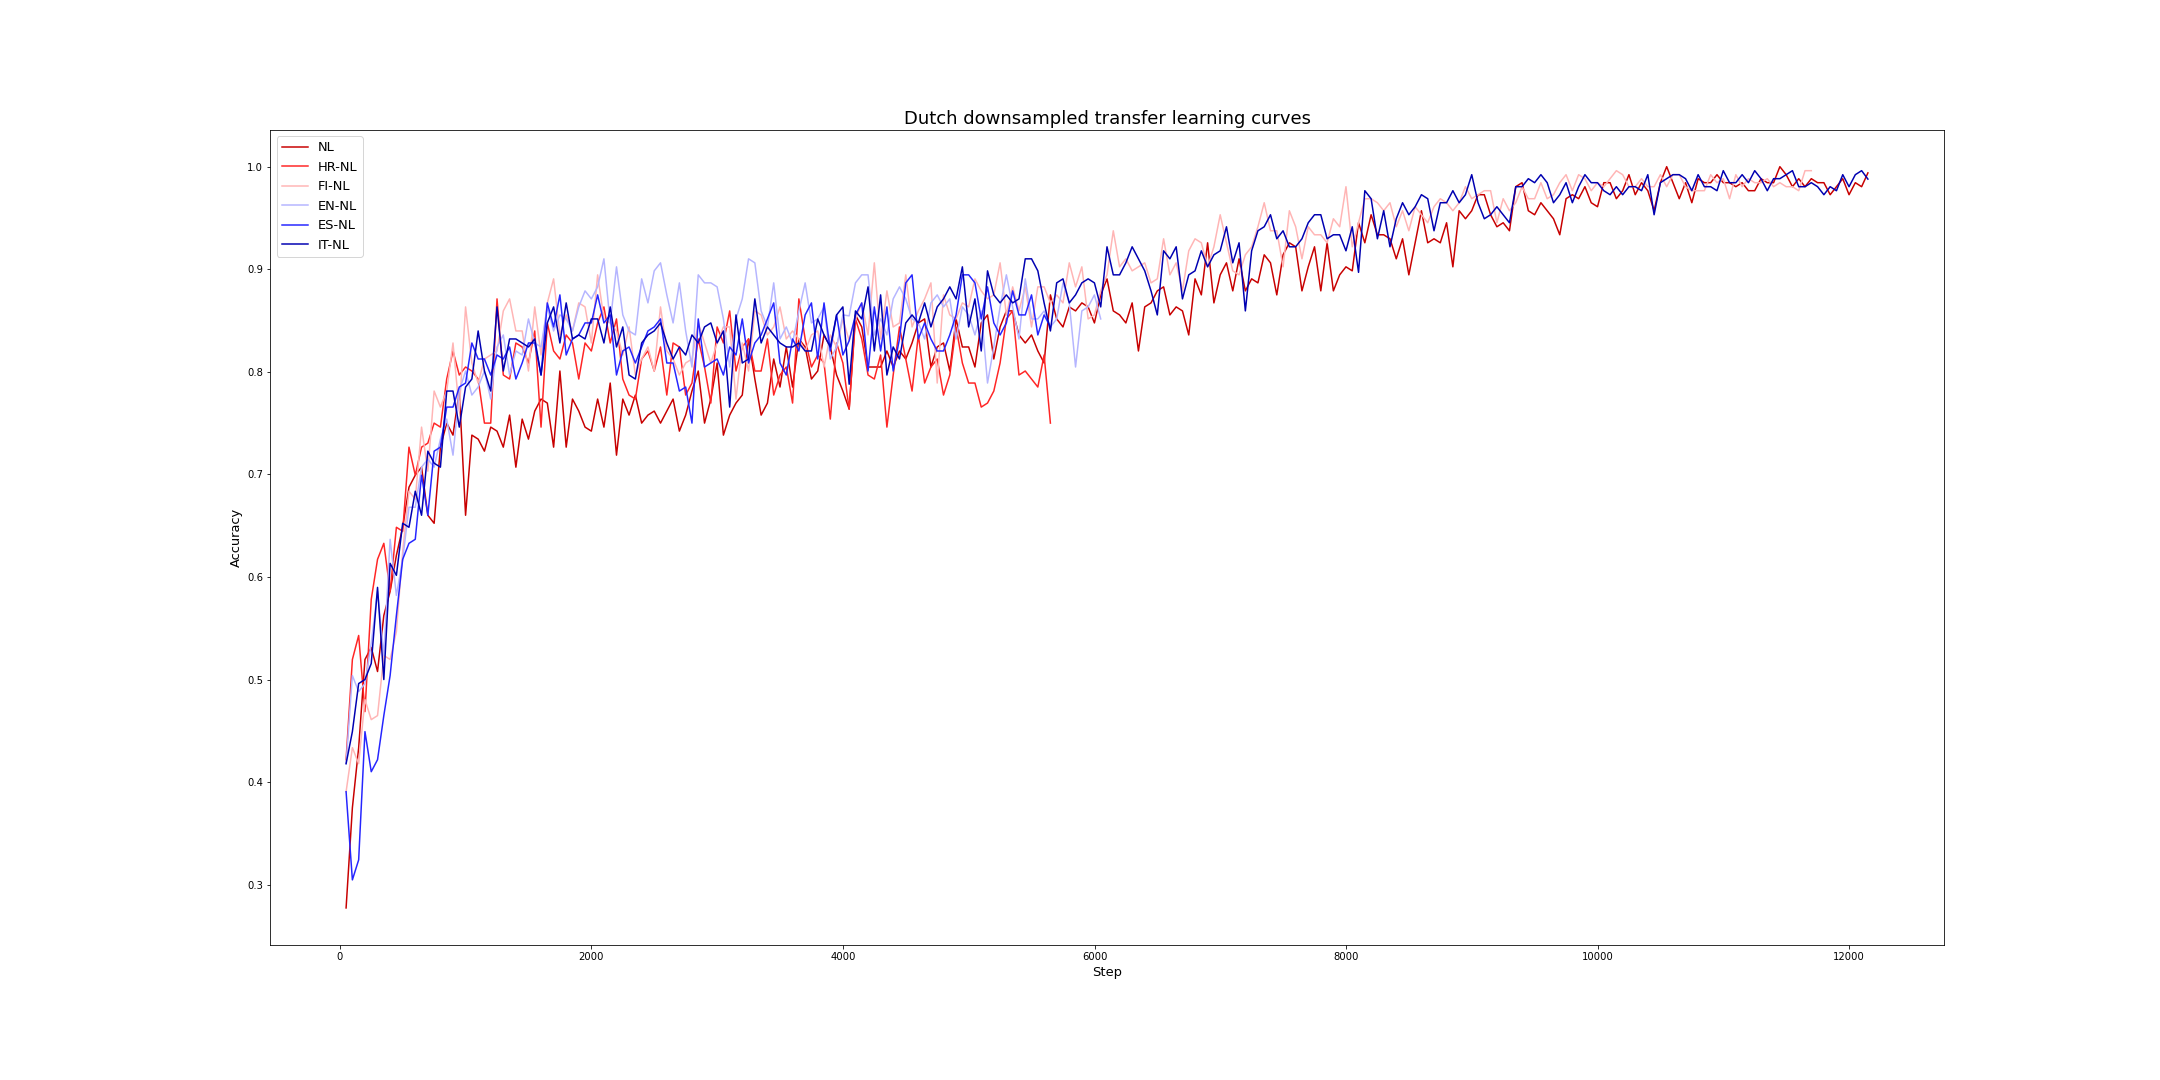 Dutch downsampled transfer learning curves
NL
HR-NL
FI-NL
EN-NL
ES-NL
IT-NL
1.0
0.9
0.8
0.7
0.6
0.5
0.4
0.3
Accuracy
0 2000 4000 6000 8000 10000 12000
Step